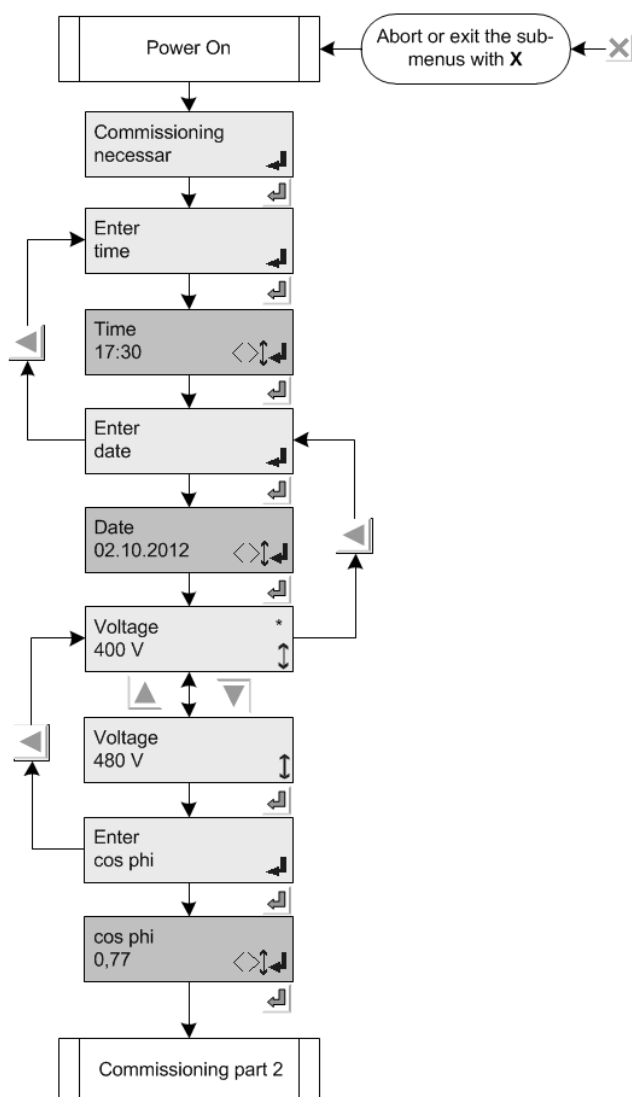 Power On
Abort or exit the sub-
menus with X
Commissioning
necessar
Enter
time
Time
17:30
Enter
date
Date
02.10.2012
Voltage *
400 V
Voltage
480 V
Enter
cos phi
cos phi
0,77
Commissioning part 2